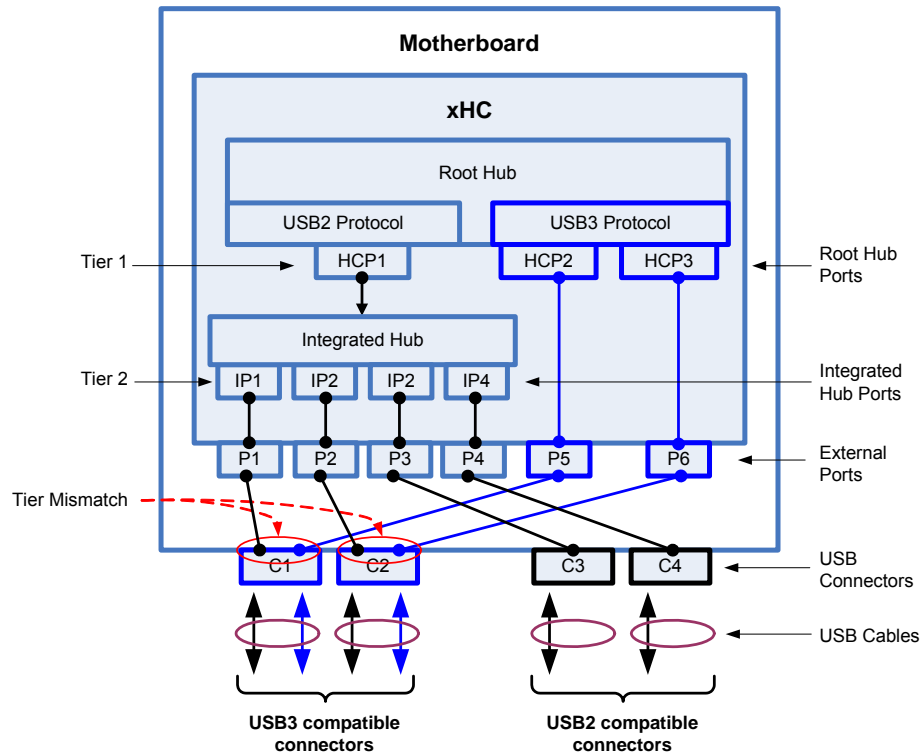 Motherboard
xHC
Root Hub
USB2 Protocol
USB3 Protocol
Tier 1
HCP1
HCP2
HCP3
Root Hub
Ports
Integrated Hub
Tier 2
IP1
IP2
IP2
IP4
Integrated
Hub Ports
P1
P2
P3
P4
P5
P6
External
Ports
Tier Mismatch
C1
C2
C3
C4
USB
Connectors
USB Cables
USB3 compatible
connectors
USB2 compatible
connectors